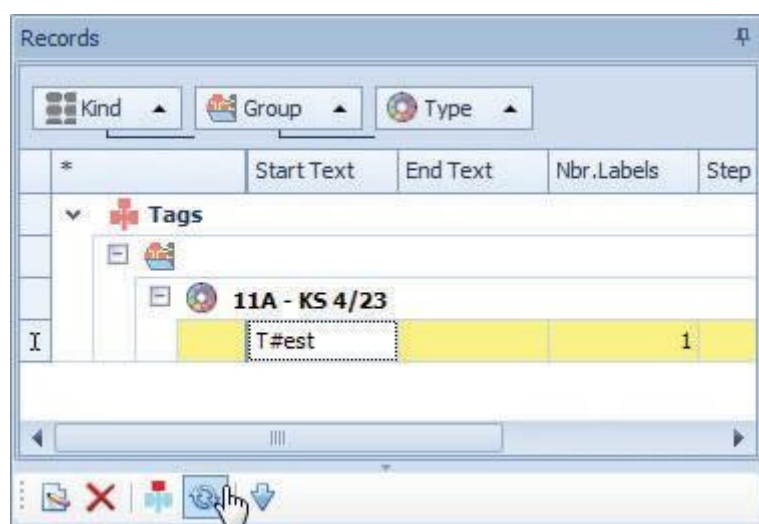 Records
Kind Group Type
* Start Text End Text Nbr.Labels Step
Tags
11A - KS 4/23
T#est 1